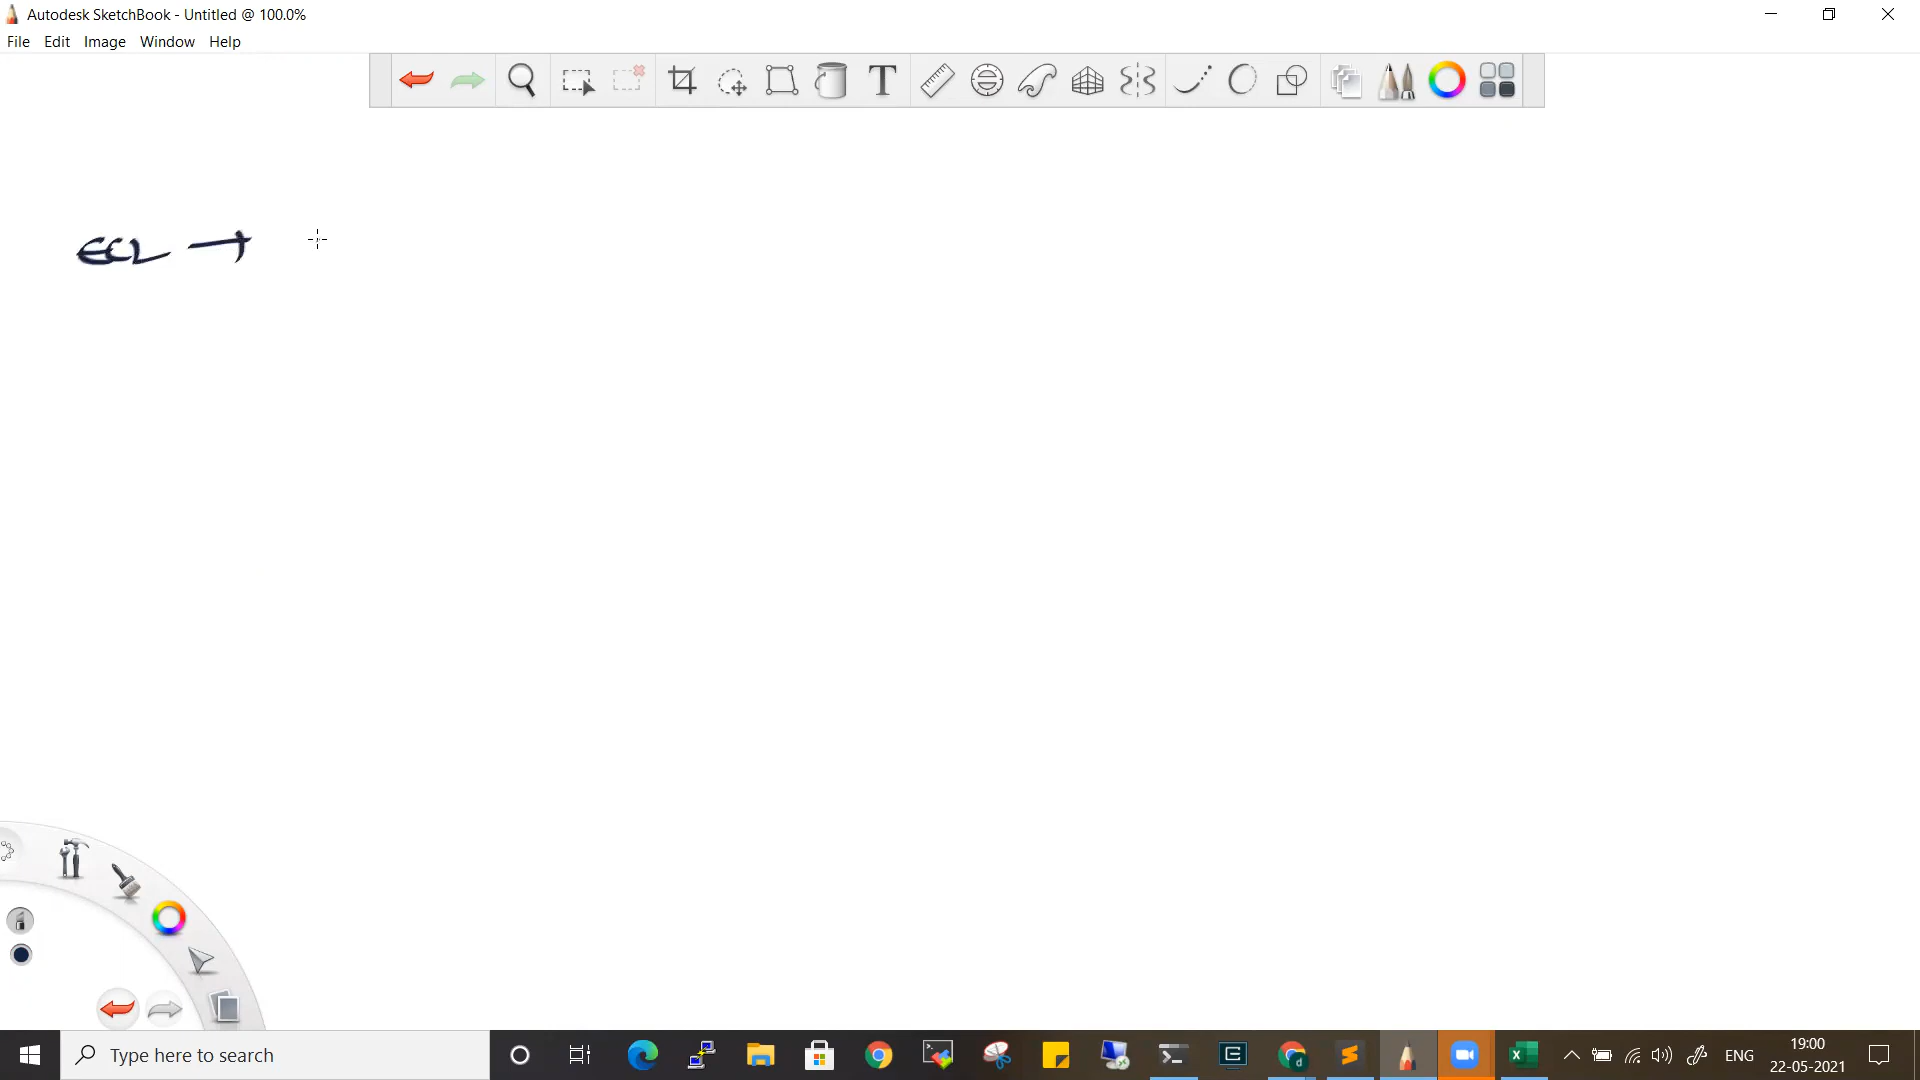 Autodesk SketchBook - Untitled @ 100.0%
File Edit Image Window Help
T
ECL →
Type here to search
ENG
19:00
22-05-2021